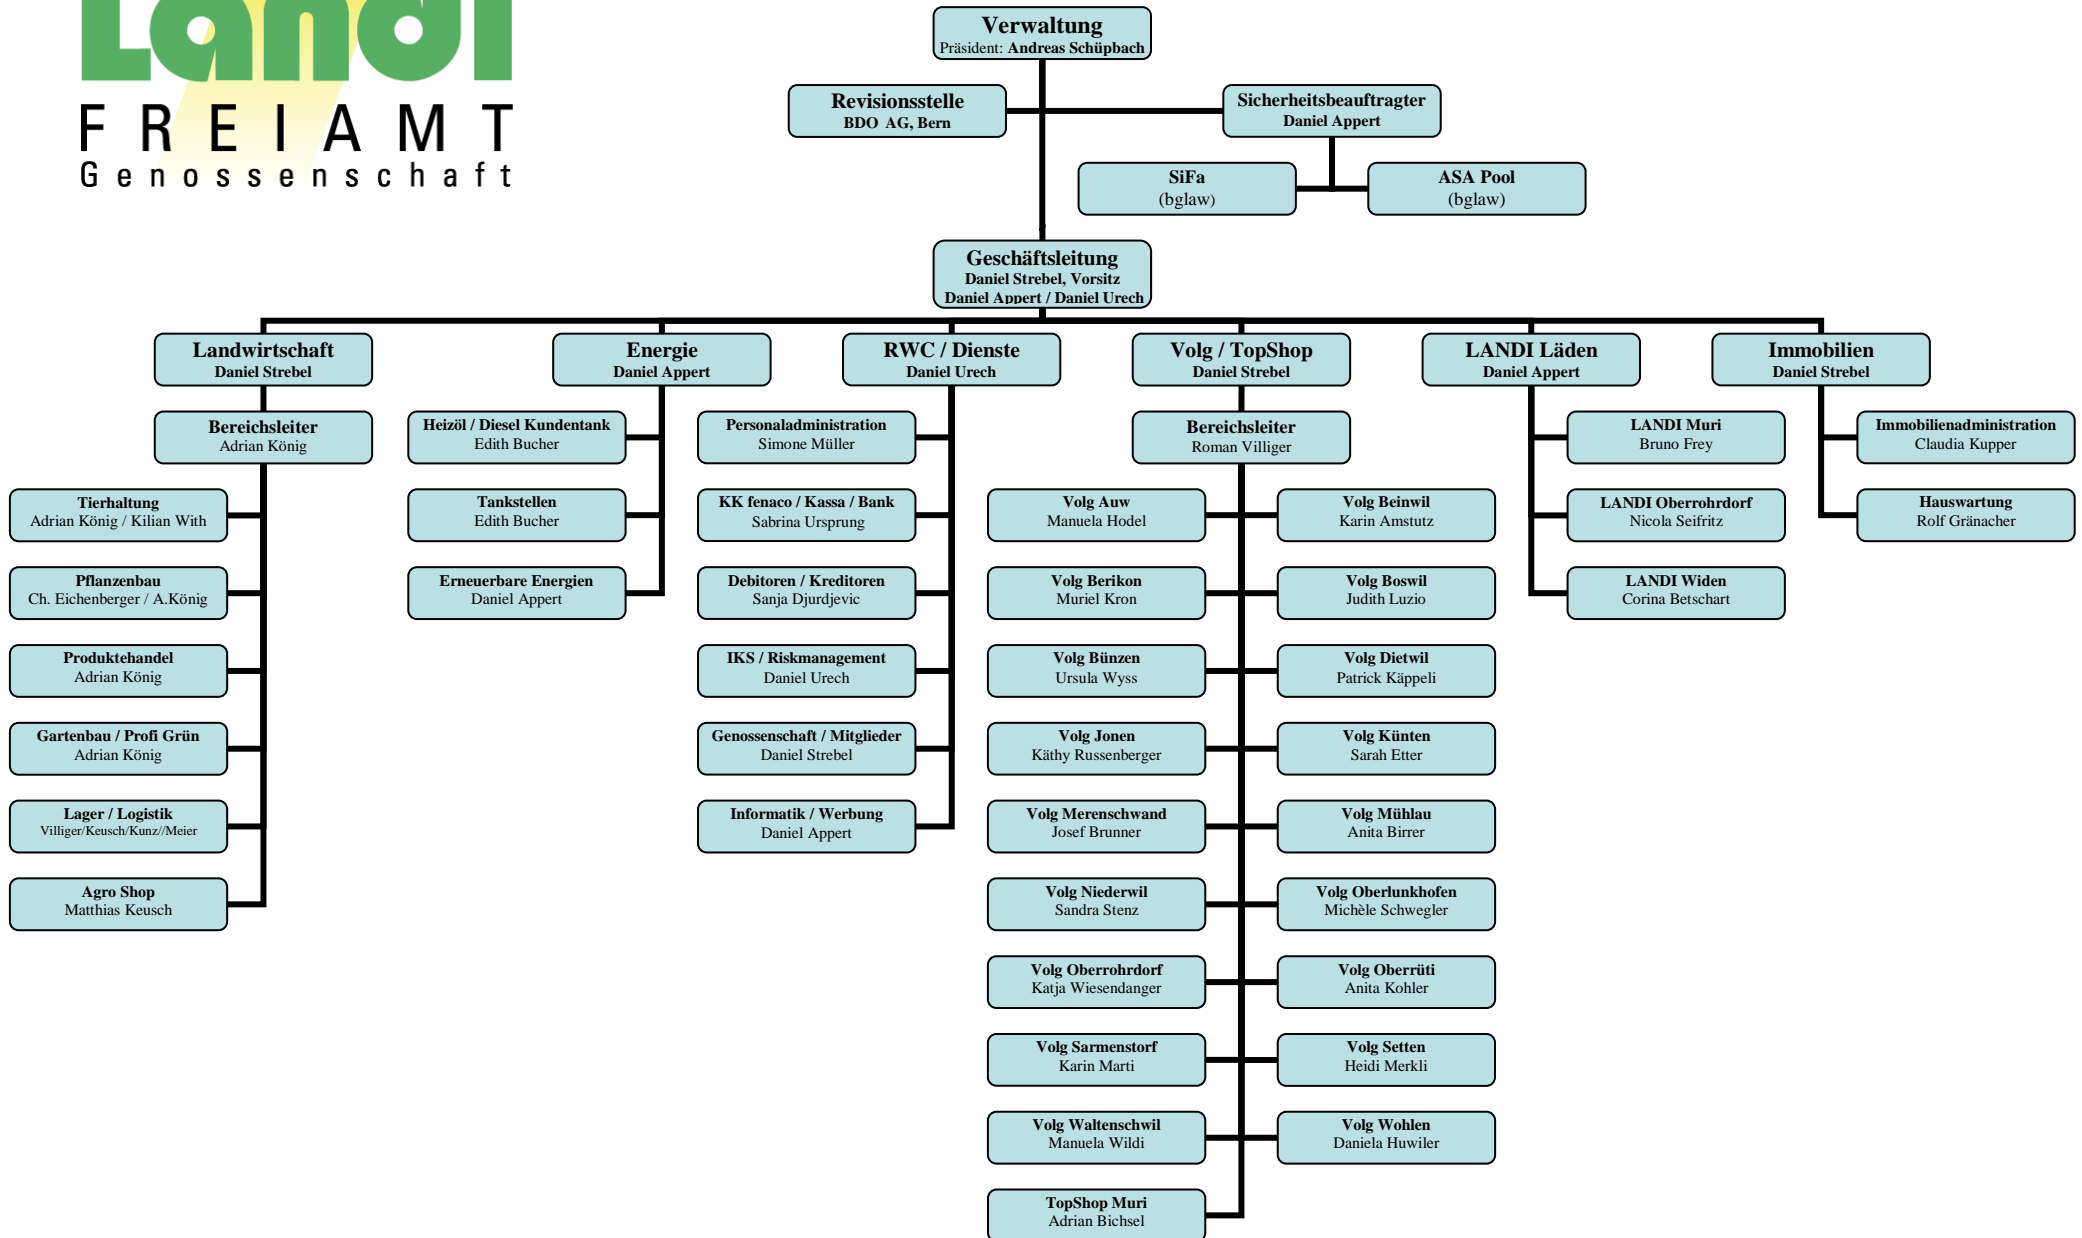 Landi
FREIAMT
Genossenschaft
Verwaltung
Präsident: Andreas Schüpbach
Revisionsstelle
BDO AG, Bern
Sicherheitsbeauftragter
Daniel Appert
SiFa
(bglaw)
ASA Pool
(bglaw)
Geschäftsleitung
Daniel Strebel, Vorsitz
Daniel Appert / Daniel Urech
Landwirtschaft
Daniel Strebel
Energie
Daniel Appert
RWC / Dienste
Daniel Urech
Volg / TopShop
Daniel Strebel
LANDI Läden
Daniel Appert
Immobilien
Daniel Strebel
Bereichsleiter
Adrian König
Tierhaltung
Adrian König / Kilian With
Pflanzenbau
Ch. Eichenberger / A.König
Produktehandel
Adrian König
Gartenbau / Profi Grün
Adrian König
Lager / Logistik
Villiger/Keusch/Kunz//Meier
Agro Shop
Matthias Keusch
Heizöl / Diesel Kundentank
Edith Bucher
Tankstellen
Edith Bucher
Erneuerbare Energien
Daniel Appert
Personaladministration
Simone Müller
KK fenaco / Kassa / Bank
Sabrina Ursprung
Debitoren / Kreditoren
Sanja Djurdjevic
IKS / Riskmanagement
Daniel Urech
Genossenschaft / Mitglieder
Daniel Strebel
Informatik / Werbung
Daniel Appert
Bereichsleiter
Roman Villiger
Volg Auw
Manuela Hodel
Volg Beinwil
Karin Amstutz
Volg Berikon
Muriel Kron
Volg Boswil
Judith Luzio
Volg Bünzen
Ursula Wyss
Volg Dietwil
Patrick Käppeli
Volg Jonen
Käthy Russenberger
Volg Künten
Sarah Etter
Volg Merenschwand
Josef Brunner
Volg Mühlau
Anita Birrer
Volg Niederwil
Sandra Stenz
Volg Oberlunkhofen
Michèle Schwegler
Volg Oberrohrdorf
Katja Wiesendanger
Volg Oberrüti
Anita Kohler
Volg Sarmenstorf
Karin Marti
Volg Setten
Heidi Merkli
Volg Waltenschwil
Manuela Wildi
Volg Wohlen
Daniela Huwiler
TopShop Muri
Adrian Bichsel
LANDI Muri
Bruno Frey
LANDI Oberrohrdorf
Nicola Seifritz
LANDI Widen
Corina Betschart
Immobilienadministration
Claudia Kupper
Hauswartung
Rolf Gränacher